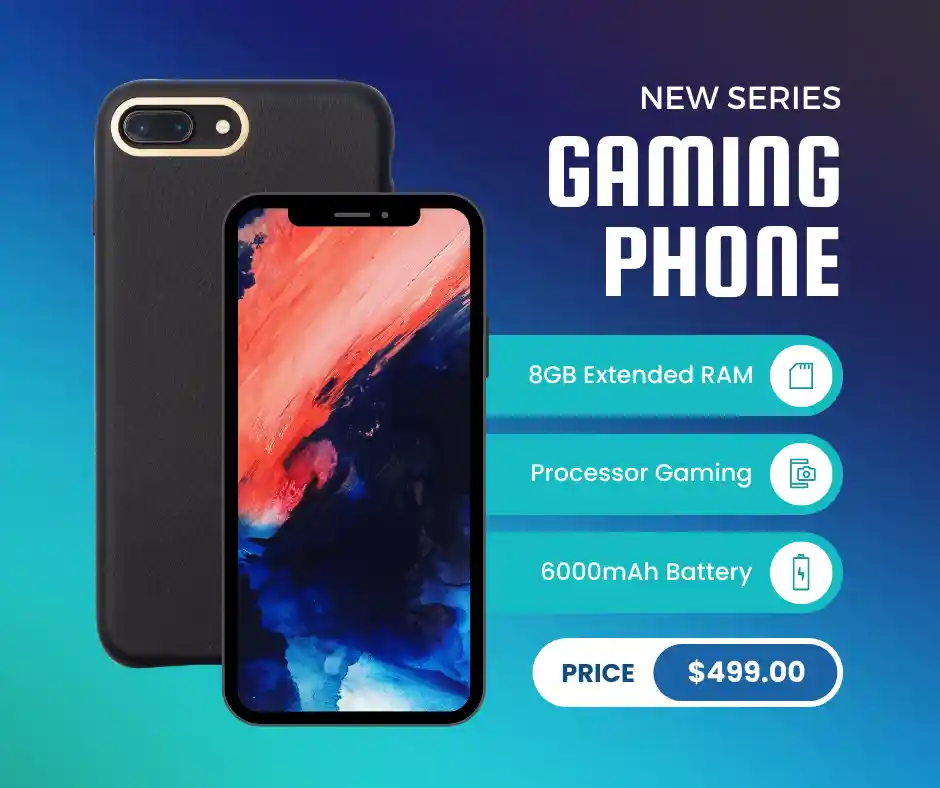 NEW SERIES
GAMING
PHONE
8GB Extended RAM
Processor Gaming
6000mAh Battery
PRICE $499.00